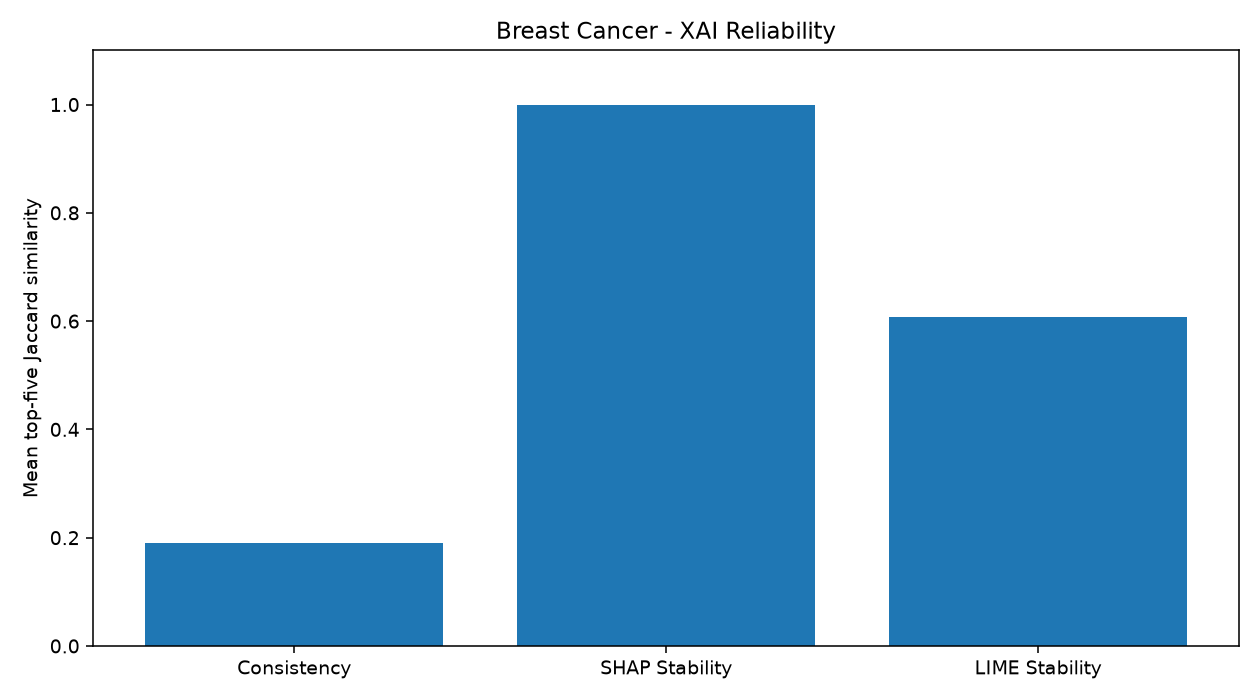 Breast Cancer - XAI Reliability
Mean top-five Jaccard similarity
1.0
0.8
0.6
0.4
0.2
0.0
Consistency
SHAP Stability
LIME Stability